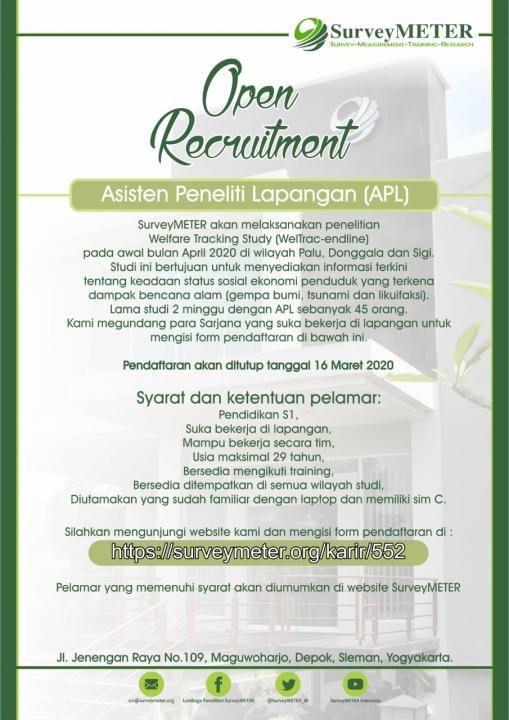 SurveyMETER
Survey-Measurement-Training-Research
Open
Recruitment
Asisten Peneliti Lapangan (APL)
SurveyMETER akan melaksanakan penelitian
Welfare Tracking Study (WelTrac-endline)
pada awal bulan April 2020 di wilayah Palu, Donggala dan Sigi.
Studi ini bertujuan untuk menyediakan informasi terkini
tentang keadaan status sosial ekonomi penduduk yang terkena
dampak bencana alam (gempa bumi, tsunami dan likuifaksi).
Lama studi 2 minggu dengan APL sebanyak 45 orang.
Kami megundang para Sarjana yang suka bekerja di lapangan untuk
mengisi form pendaftaran di bawah ini.
Pendaftaran akan ditutup tanggal 16 Maret 2020
Syarat dan ketentuan pelamar:
Pendidikan S1,
Suka bekerja di lapangan,
Mampu bekerja secara tim,
Usia maksimal 29 tahun,
Bersedia mengikuti training,
Bersedia ditempatkan di semua wilayah studi,
Diutamakan yang sudah familiar dengan laptop dan memiliki sim C.
Silahkan mengunjungi website kami dan mengisi form pendaftaran di :
https://surveymeter.org/karir/552
Pelamar yang memenuhi syarat akan diumumkan di website SurveyMETER
Jl. Jenengan Raya No.109, Maguwoharjo, Depok, Sleman, Yogyakarta.
sm@surveymeter.org Lembaga Penelitian SurveyMETER @SurveyMETER_ID SurveyMETER Indonesia